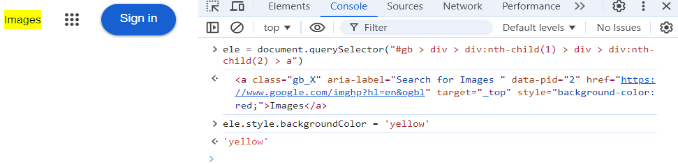 Images
Sign in
Elements Console Sources Network Performance »
top Filter Default levels No Issues
> ele = document.querySelector("#gb > div > div:nth-child(1) > div > div:nth-
child(2) > a")
<a class="gb_X" aria-label="Search for Images " data-pid="2" href="https:
//www.google.com/imghp?hl=en&ogbl" target="_top" style="background-color:
red;">Images</a>
> ele.style.backgroundColor = 'yellow'
'yellow'
>